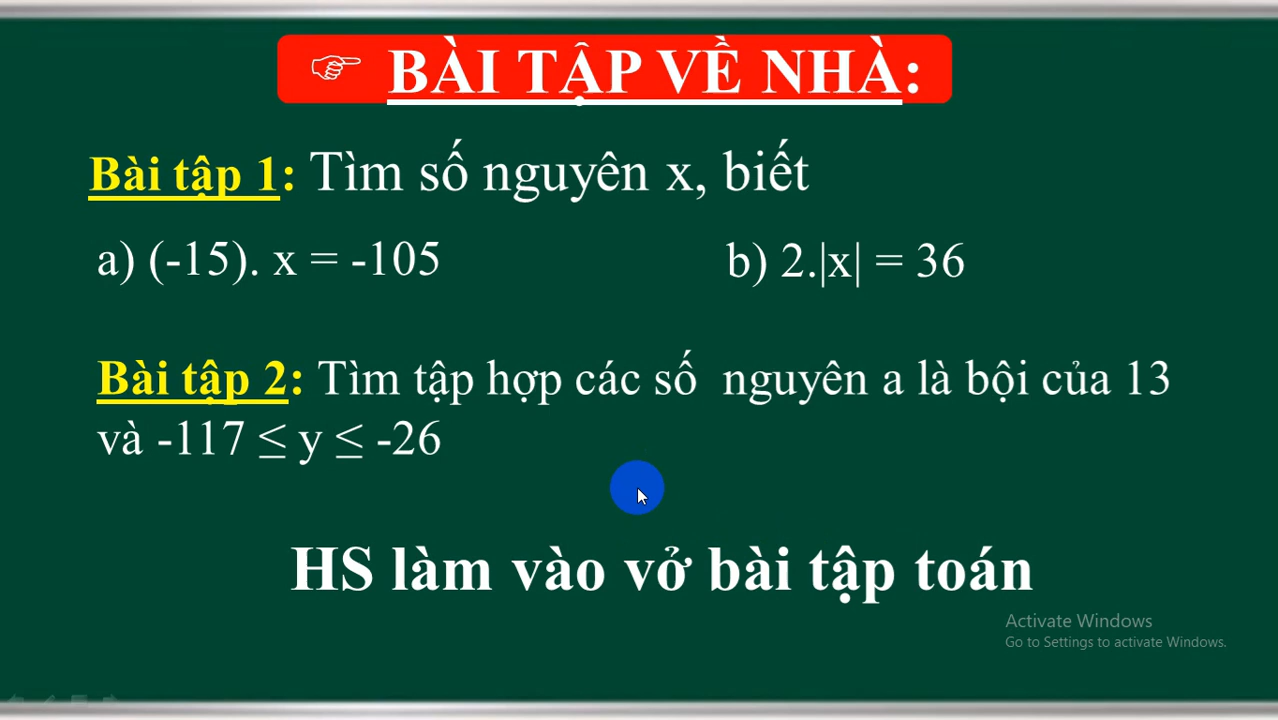 ☞ BÀI TẬP VỀ NHÀ:
Bài tập 1: Tìm số nguyên x, biết
a) (-15). x = -105
b) 2.|x| = 36
Bài tập 2: Tìm tập hợp các số nguyên a là bội của 13
và -117 ≤ y ≤ -26
HS làm vào vở bài tập toán
Activate Windows
Go to Settings to activate Windows.